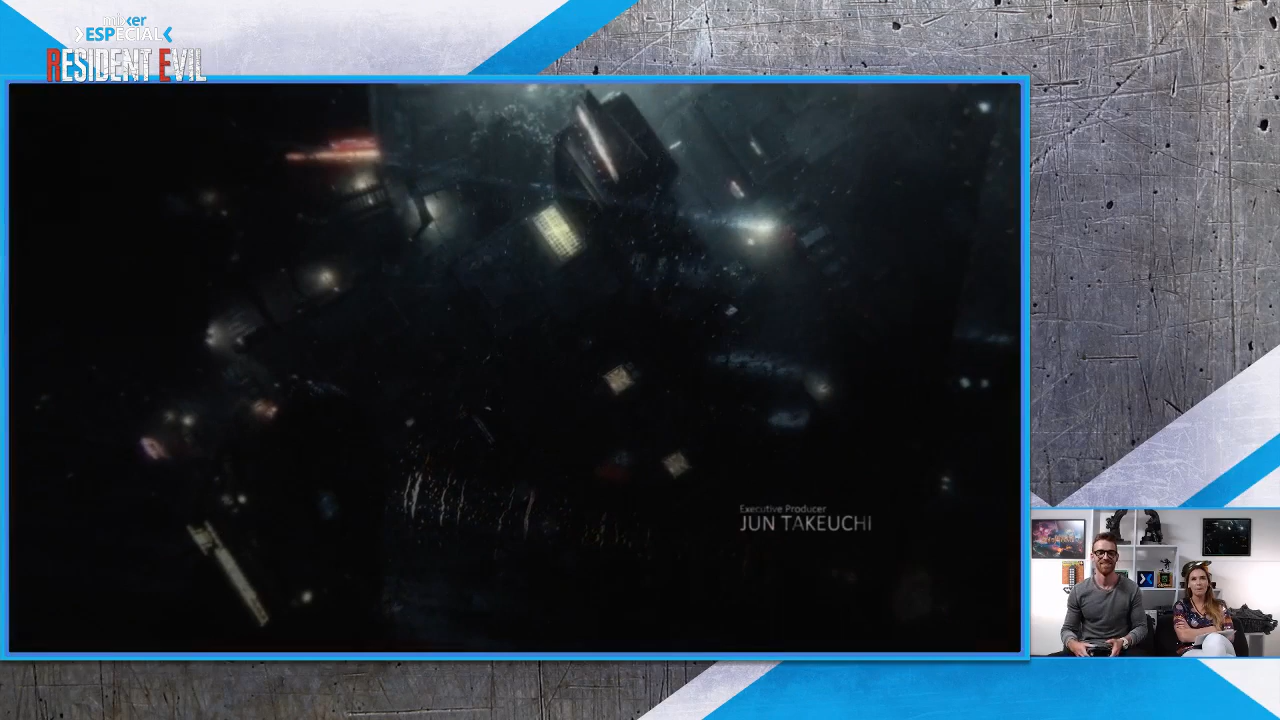 mixer
ESPECIAL
RESIDENT EVIL
Executive Producer
JUN TAKEUCHI